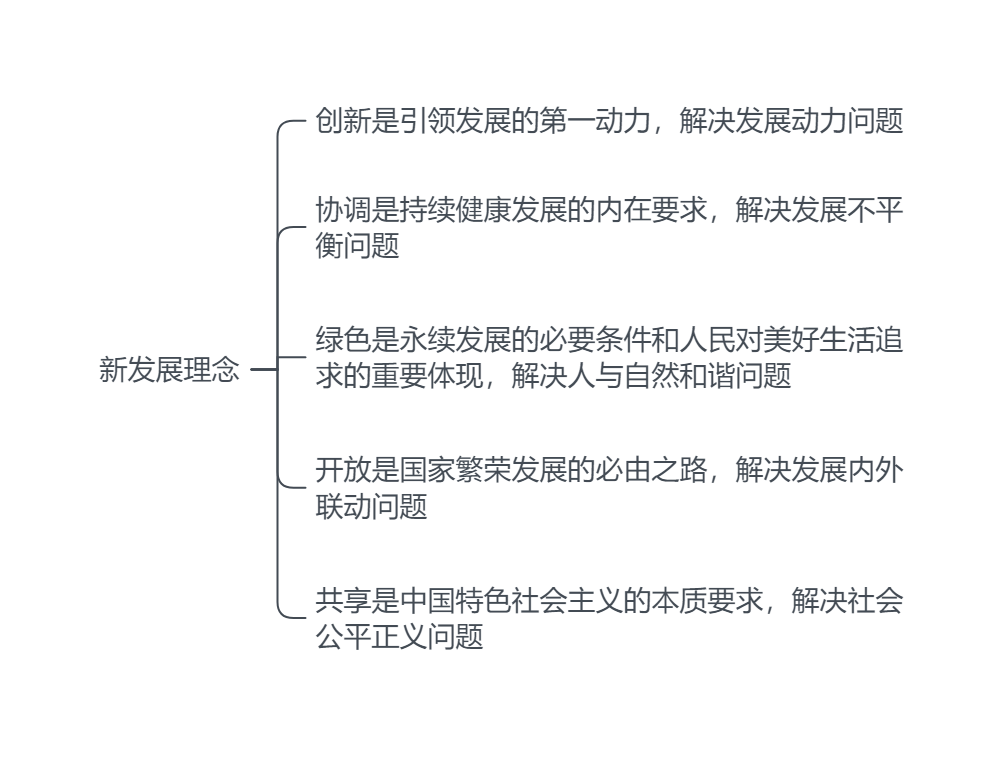 新发展理念
创新是引领发展的第一动力，解决发展动力问题
协调是持续健康发展的内在要求，解决发展不平
衡问题
绿色是永续发展的必要条件和人民对美好生活追
求的重要体现，解决人与自然和谐问题
开放是国家繁荣发展的必由之路，解决发展内外
联动问题
共享是中国特色社会主义的本质要求，解决社会
公平正义问题